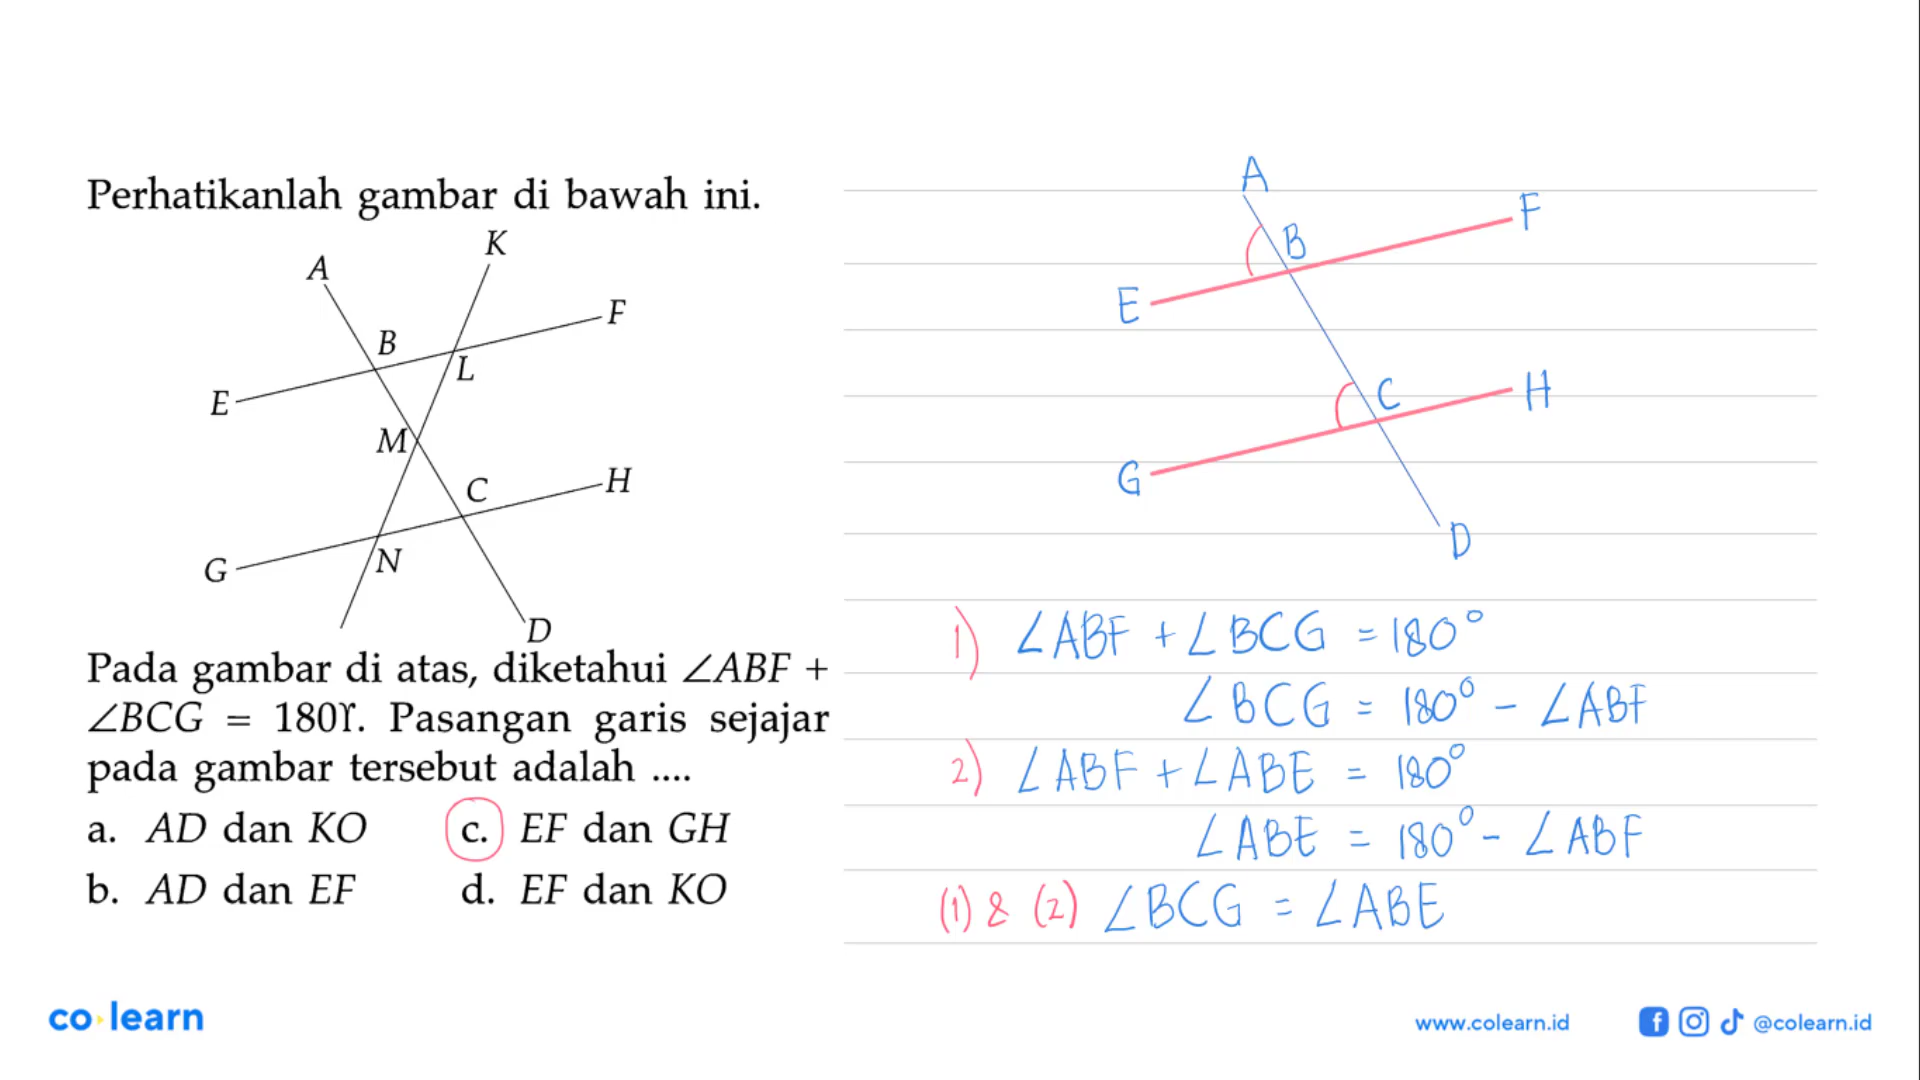 Perhatikanlah gambar di bawah ini.
K
A
F
B
L
E
M
C
H
N
G
D
Pada gambar di atas, diketahui ∠ABF +
∠BCG = 180ϒ. Pasangan garis sejajar
pada gambar tersebut adalah ....
a. AD dan KO c. EF dan GH
b. AD dan EF d. EF dan KO
A
F
B
E
C
H
G
D
1) ∠ABF + ∠BCG = 180°
∠BCG = 180° - ∠ABF
2) ∠ABF + ∠ABE = 180°
∠ABE = 180° - ∠ABF
(1) & (2) ∠BCG = ∠ABE
co learn
www.colearn.id
@colearn.id